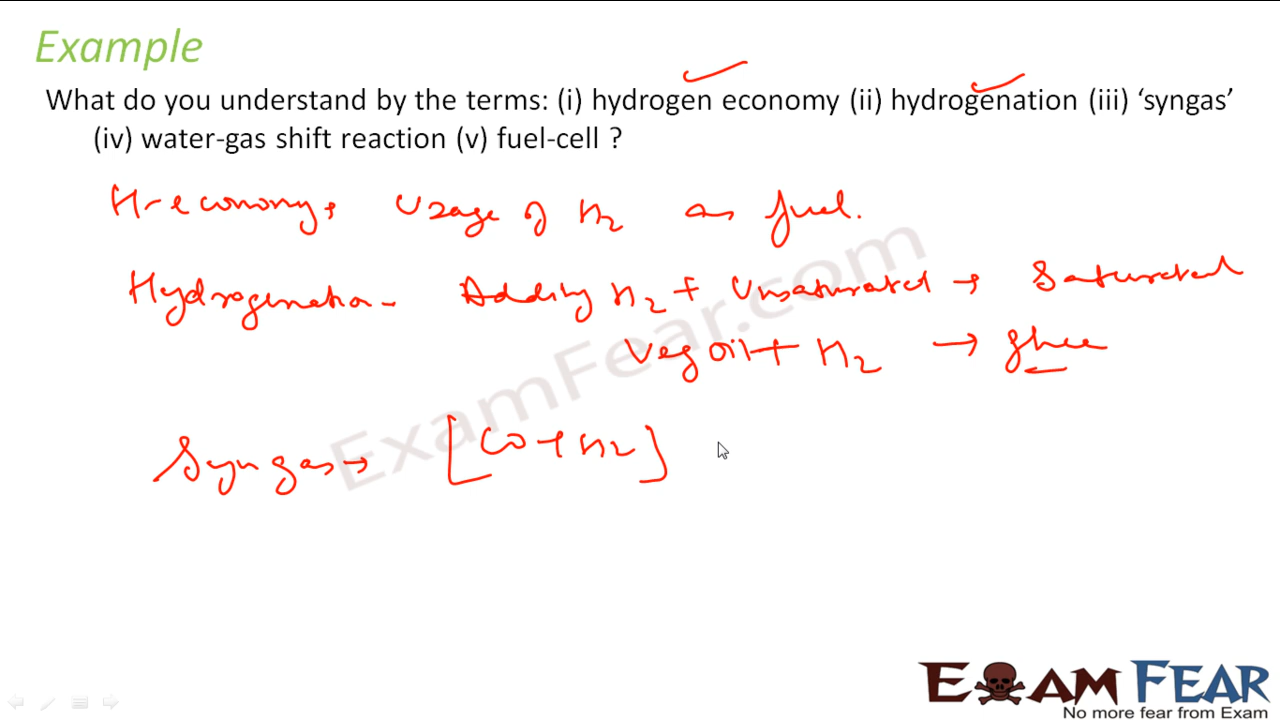 Example
What do you understand by the terms: (i) hydrogen economy (ii) hydrogenation (iii) ‘syngas’
(iv) water-gas shift reaction (v) fuel-cell ?
H-economy, Usage of H2 as fuel.
Hydrogenation - Adding H2 + Unsaturated → Saturated
Veg oil + H2 → ghee
Syn gas → [CO + H2]
ExamFear.com
EXAM FEAR
No more fear from Exam